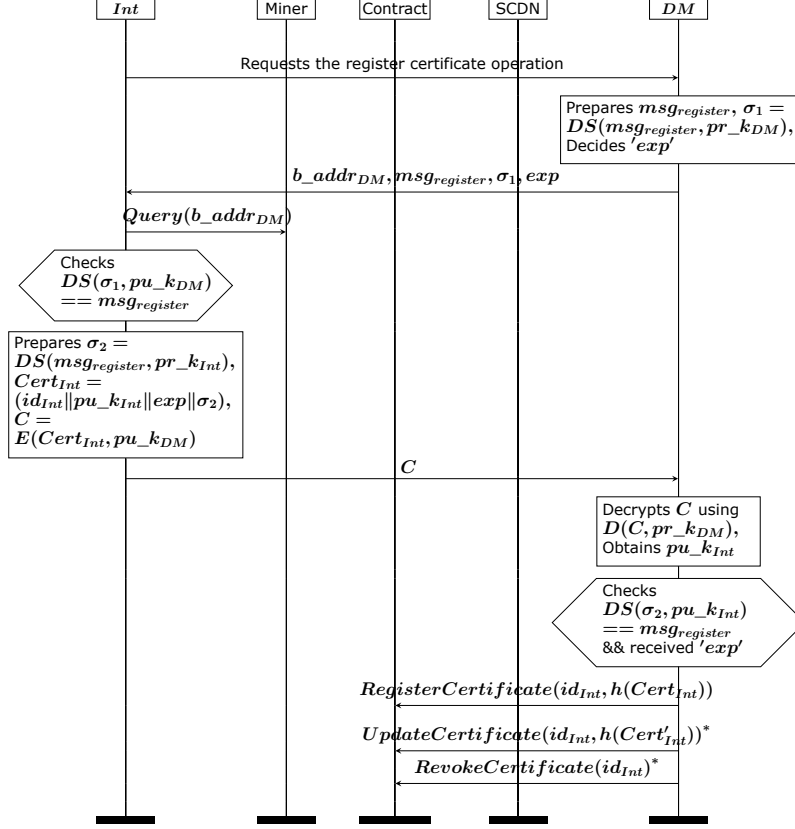 Int Miner Contract SCDN DM
Requests the register certificate operation
Prepares msg_register, σ_1 =
DS(msg_register, pr_k_DM),
Decides 'exp'
b_addr_DM, msg_register, σ_1, exp
Query(b_addr_DM)
Checks
DS(σ_1, pu_k_DM)
== msg_register
Prepares σ_2 =
DS(msg_register, pr_k_Int),
Cert_Int =
(id_Int||pu_k_Int||exp||σ_2),
C =
E(Cert_Int, pu_k_DM)
C
Decrypts C using
D(C, pr_k_DM),
Obtains pu_k_Int
Checks
DS(σ_2, pu_k_Int)
== msg_register
&& received 'exp'
RegisterCertificate(id_Int, h(Cert_Int))
UpdateCertificate(id_Int, h(Cert'_Int))*
RevokeCertificate(id_Int)*